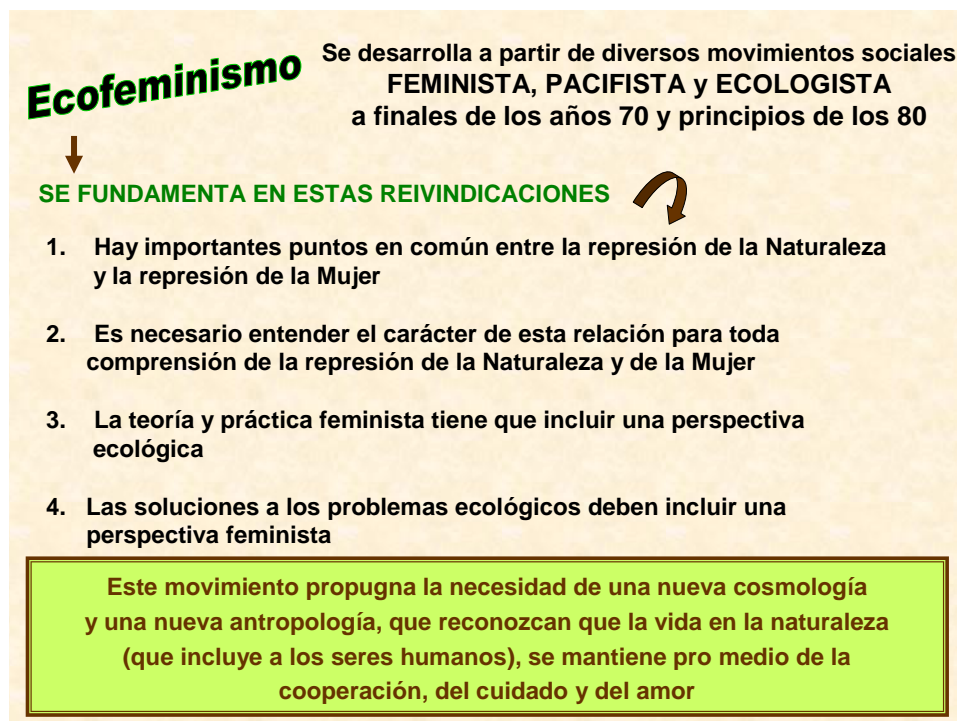 Ecofeminismo
Se desarrolla a partir de diversos movimientos sociales
FEMINISTA, PACIFISTA y ECOLOGISTA
a finales de los años 70 y principios de los 80
SE FUNDAMENTA EN ESTAS REIVINDICACIONES
1. Hay importantes puntos en común entre la represión de la Naturaleza
y la represión de la Mujer
2. Es necesario entender el carácter de esta relación para toda
comprensión de la represión de la Naturaleza y de la Mujer
3. La teoría y práctica feminista tiene que incluir una perspectiva
ecológica
4. Las soluciones a los problemas ecológicos deben incluir una
perspectiva feminista
Este movimiento propugna la necesidad de una nueva cosmología
y una nueva antropología, que reconozcan que la vida en la naturaleza
(que incluye a los seres humanos), se mantiene pro medio de la
cooperación, del cuidado y del amor